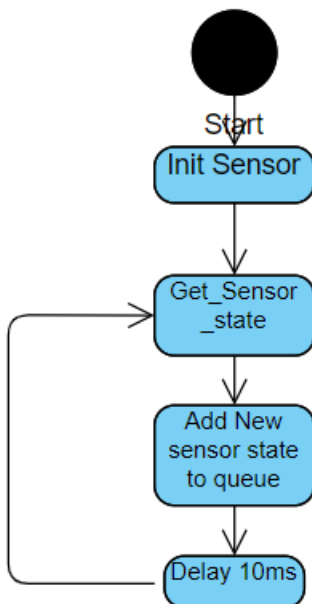 Start
Init Sensor
Get_Sensor
_state
Add New
sensor state
to queue
Delay 10ms